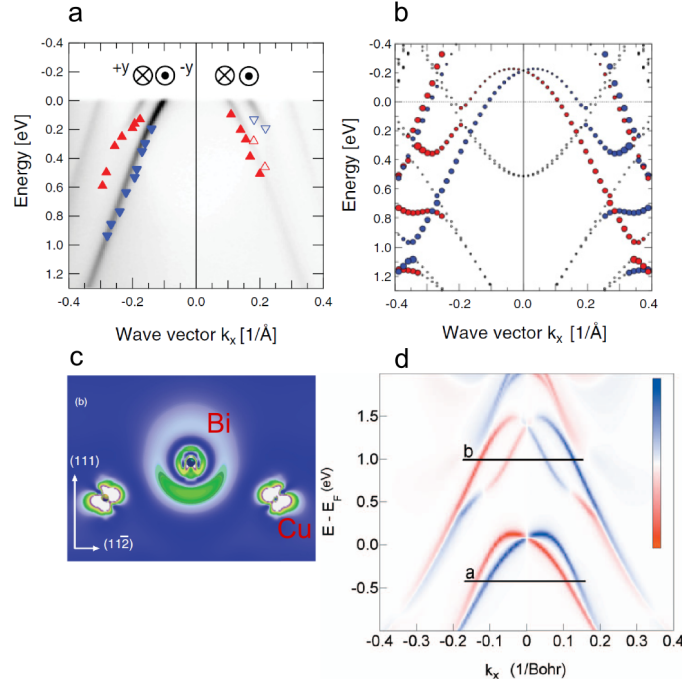 a
b
-0.4
-0.2
0.0
0.2
0.4
0.6
0.8
1.0
1.2
Energy [eV]
+y
-y
-0.4
-0.2
0.0
0.2
0.4
Wave vector kₓ [1/Å]
-0.4
-0.2
0.0
0.2
0.4
0.6
0.8
1.0
1.2
Energy [eV]
-0.4
-0.2
0.0
0.2
0.4
Wave vector kₓ [1/Å]
c
d
(b)
Bi
(111)
Cu
(112̅)
1.5
1.0
0.5
0.0
-0.5
E - E_F (eV)
b
a
-0.4
-0.3
-0.2
-0.1
0
0.1
0.2
0.3
0.4
kₓ (1/Bohr)